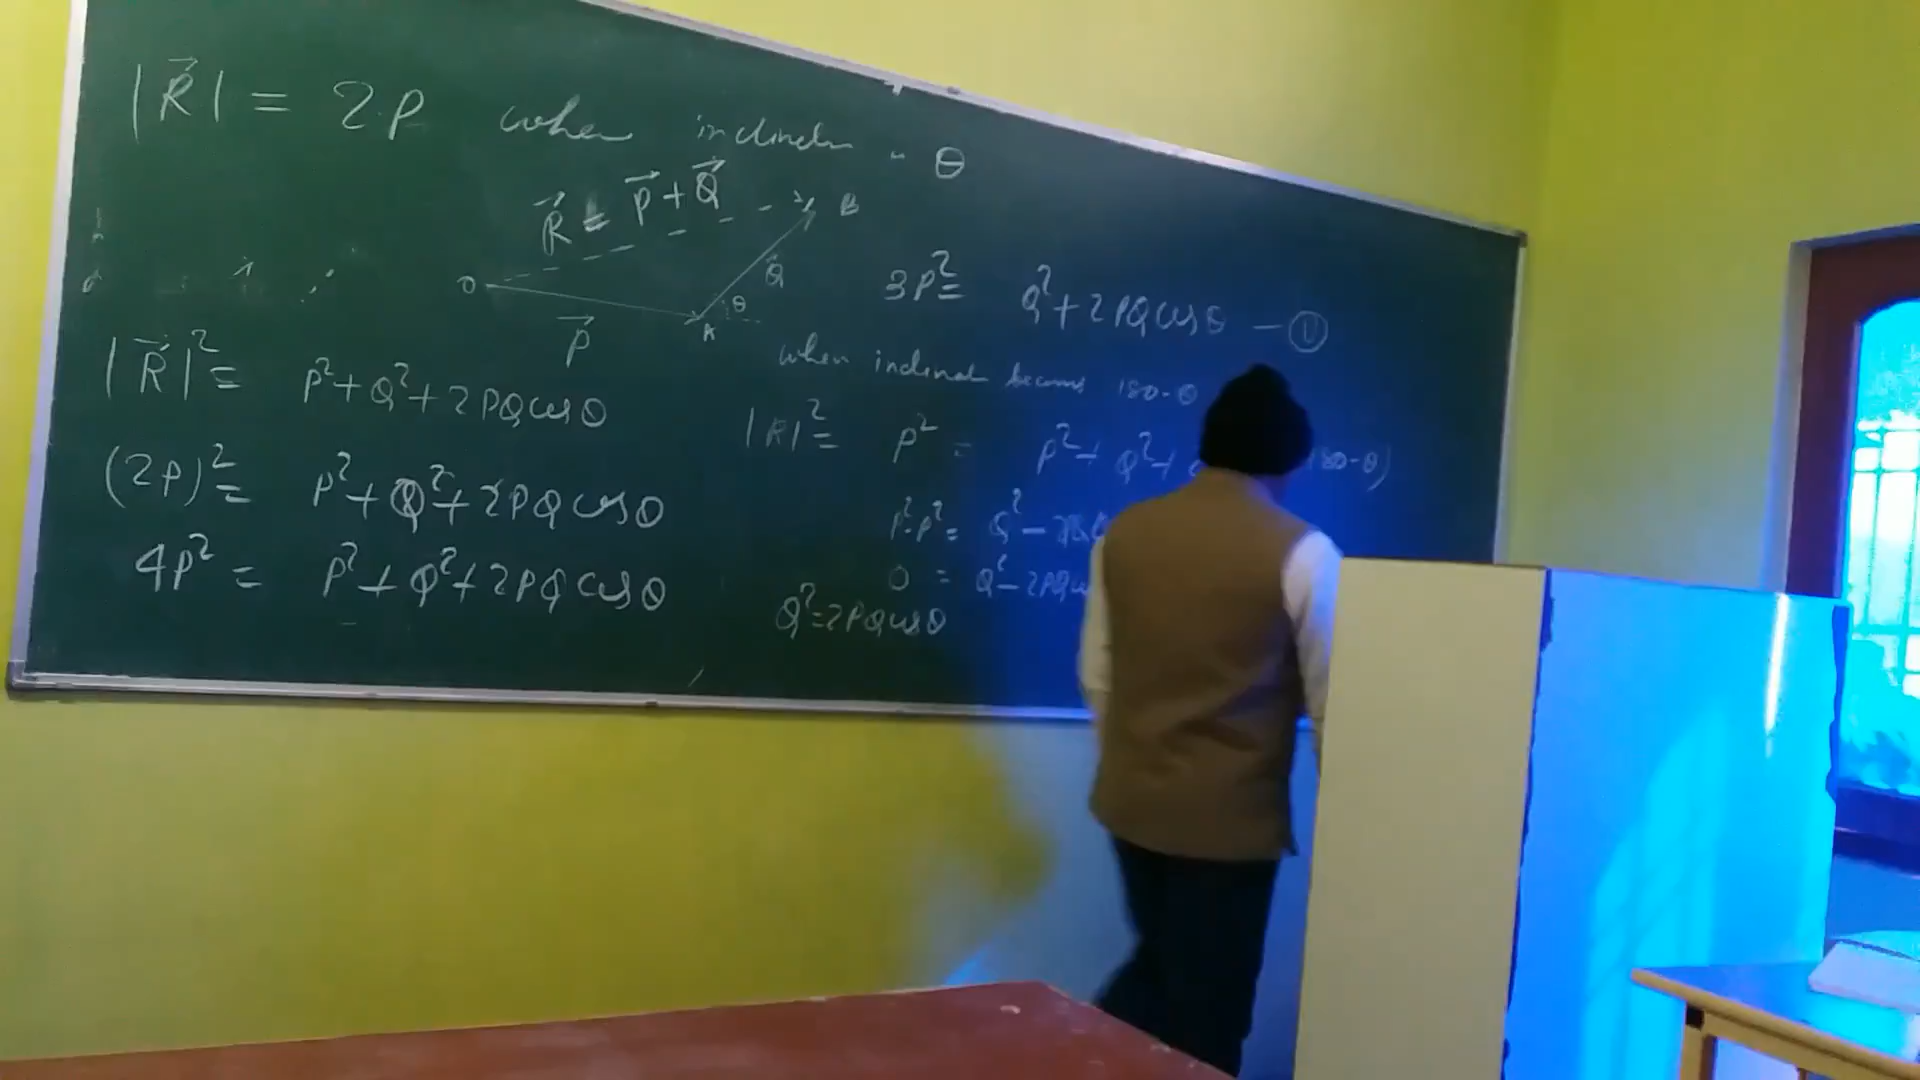 |R⃗| = 2P when inclination = θ
R⃗ = P⃗ + Q⃗
B
O
Q⃗
θ
A
P⃗
|R⃗|² = P² + Q² + 2PQ cos θ
(2P)² = P² + Q² + 2PQ cos θ
4P² = P² + Q² + 2PQ cos θ
3P² = Q² + 2PQ cos θ — ①
when becomes 180-θ
|R|² = P² = P² + Q² + 180-θ)
P² - P² = Q² -
0 = Q² - 2PQ
Q² = 2PQ cos θ